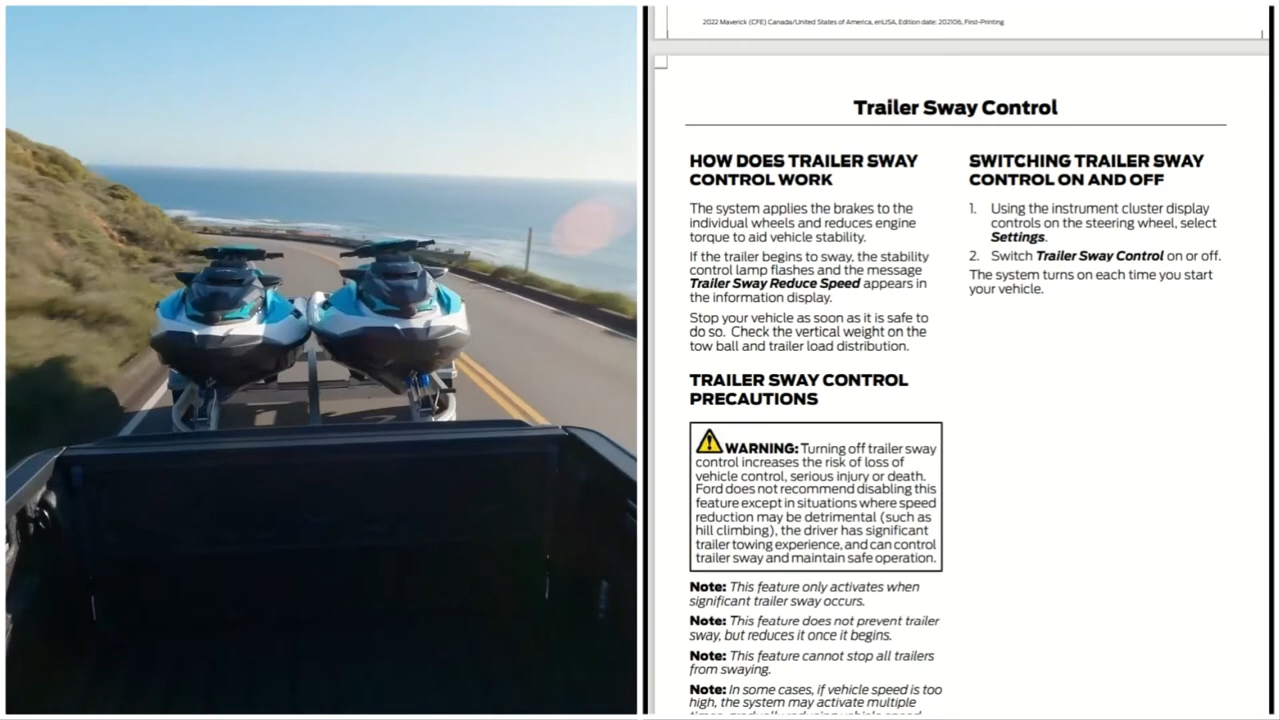 2022 Maverick (CFE) Canada/United States of America, enUSA, Edition date: 202106, First-Printing
Trailer Sway Control
HOW DOES TRAILER SWAY
CONTROL WORK
The system applies the brakes to the
individual wheels and reduces engine
torque to aid vehicle stability.
If the trailer begins to sway, the stability
control lamp flashes and the message
Trailer Sway Reduce Speed appears in
the information display.
Stop your vehicle as soon as it is safe to
do so. Check the vertical weight on the
tow ball and trailer load distribution.
TRAILER SWAY CONTROL
PRECAUTIONS
WARNING: Turning off trailer sway
control increases the risk of loss of
vehicle control, serious injury or death.
Ford does not recommend disabling this
feature except in situations where speed
reduction may be detrimental (such as
hill climbing), the driver has significant
trailer towing experience, and can control
trailer sway and maintain safe operation.
Note: This feature only activates when
significant trailer sway occurs.
Note: This feature does not prevent trailer
sway, but reduces it once it begins.
Note: This feature cannot stop all trailers
from swaying.
Note: In some cases, if vehicle speed is too
high, the system may activate multiple
times, gradually reducing vehicle speed.
SWITCHING TRAILER SWAY
CONTROL ON AND OFF
1. Using the instrument cluster display
controls on the steering wheel, select
Settings.
2. Switch Trailer Sway Control on or off.
The system turns on each time you start
your vehicle.